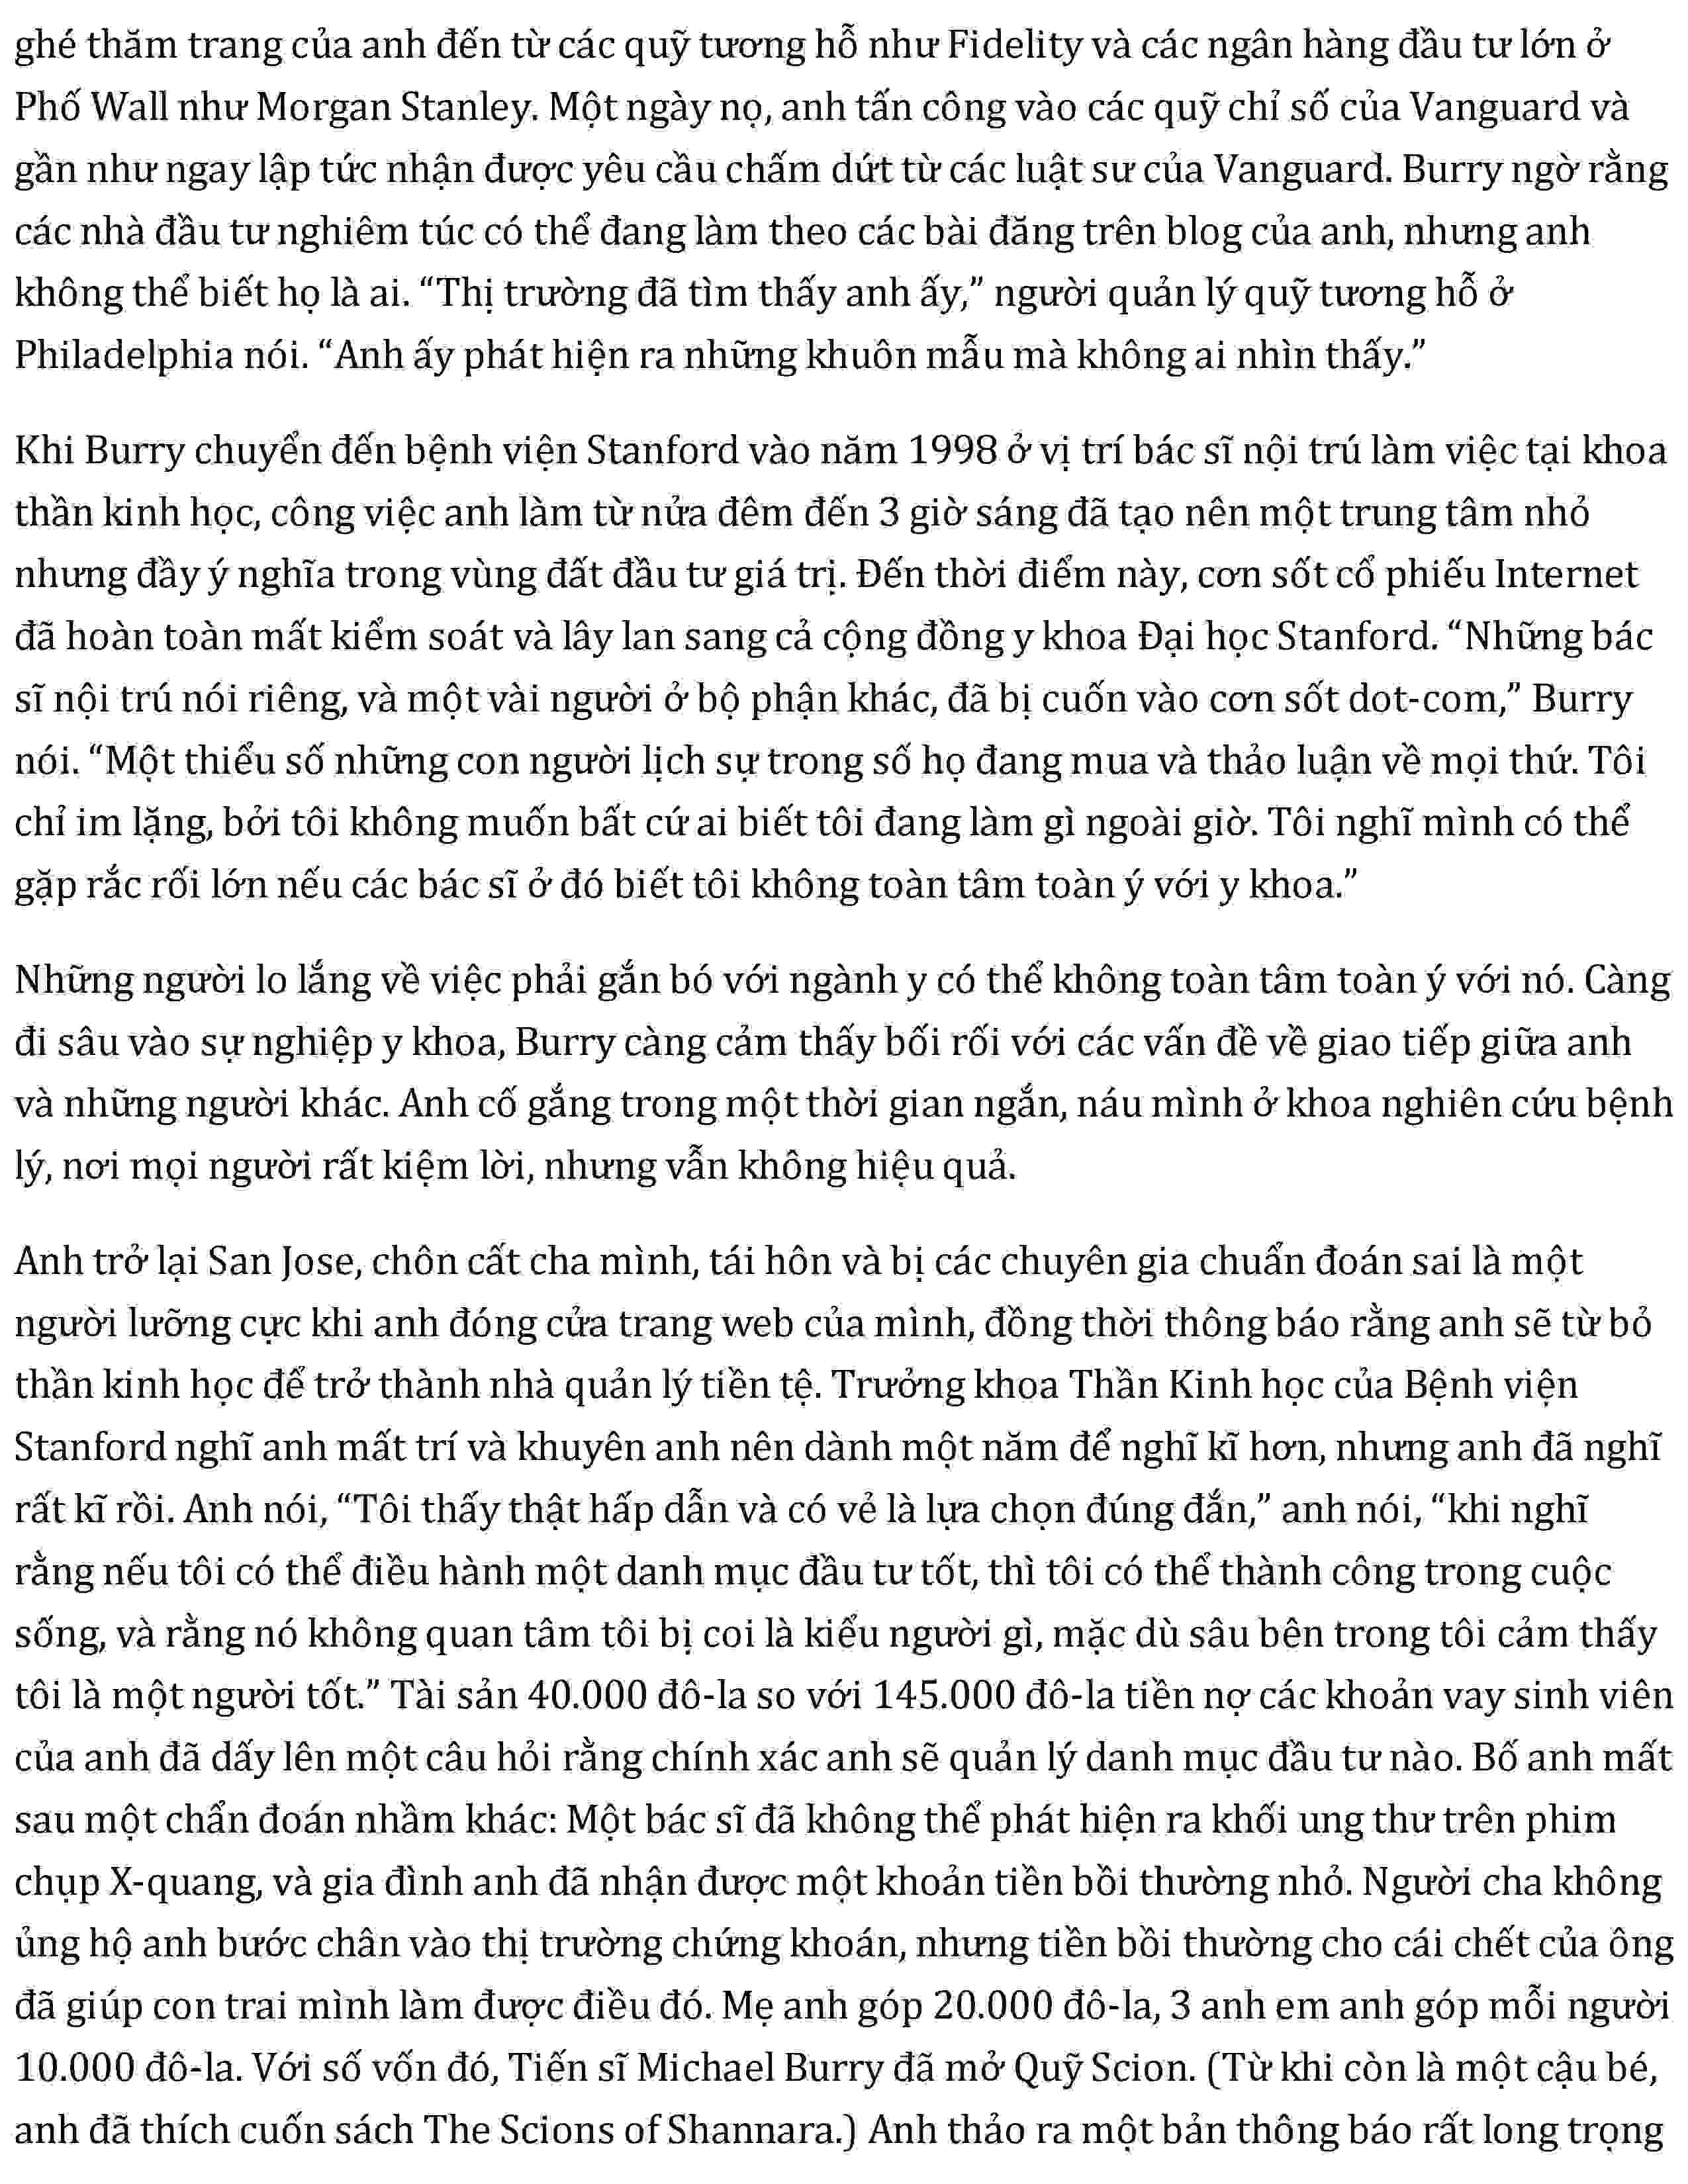 ghé thăm trang của anh đến từ các quỹ tương hỗ như Fidelity và các ngân hàng đầu tư lớn ở
Phố Wall như Morgan Stanley. Một ngày nọ, anh tấn công vào các quỹ chỉ số của Vanguard và
gần như ngay lập tức nhận được yêu cầu chấm dứt từ các luật sư của Vanguard. Burry ngờ rằng
các nhà đầu tư nghiêm túc có thể đang làm theo các bài đăng trên blog của anh, nhưng anh
không thể biết họ là ai. “Thị trường đã tìm thấy anh ấy,” người quản lý quỹ tương hỗ ở
Philadelphia nói. “Anh ấy phát hiện ra những khuôn mẫu mà không ai nhìn thấy.”
Khi Burry chuyển đến bệnh viện Stanford vào năm 1998 ở vị trí bác sĩ nội trú làm việc tại khoa
thần kinh học, công việc anh làm từ nửa đêm đến 3 giờ sáng đã tạo nên một trung tâm nhỏ
nhưng đầy ý nghĩa trong vùng đất đầu tư giá trị. Đến thời điểm này, cơn sốt cổ phiếu Internet
đã hoàn toàn mất kiểm soát và lây lan sang cả cộng đồng y khoa Đại học Stanford. “Những bác
sĩ nội trú nói riêng, và một vài người ở bộ phận khác, đã bị cuốn vào cơn sốt dot-com,” Burry
nói. “Một thiểu số những con người lịch sự trong số họ đang mua và thảo luận về mọi thứ. Tôi
chỉ im lặng, bởi tôi không muốn bất cứ ai biết tôi đang làm gì ngoài giờ. Tôi nghĩ mình có thể
gặp rắc rối lớn nếu các bác sĩ ở đó biết tôi không toàn tâm toàn ý với y khoa.”
Những người lo lắng về việc phải gắn bó với ngành y có thể không toàn tâm toàn ý với nó. Càng
đi sâu vào sự nghiệp y khoa, Burry càng cảm thấy bối rối với các vấn đề về giao tiếp giữa anh
và những người khác. Anh cố gắng trong một thời gian ngắn, náu mình ở khoa nghiên cứu bệnh
lý, nơi mọi người rất kiệm lời, nhưng vẫn không hiệu quả.
Anh trở lại San Jose, chôn cất cha mình, tái hôn và bị các chuyên gia chuẩn đoán sai là một
người lưỡng cực khi anh đóng cửa trang web của mình, đồng thời thông báo rằng anh sẽ từ bỏ
thần kinh học để trở thành nhà quản lý tiền tệ. Trưởng khoa Thần Kinh học của Bệnh viện
Stanford nghĩ anh mất trí và khuyên anh nên dành một năm để nghĩ kĩ hơn, nhưng anh đã nghĩ
rất kĩ rồi. Anh nói, “Tôi thấy thật hấp dẫn và có vẻ là lựa chọn đúng đắn,” anh nói, “khi nghĩ
rằng nếu tôi có thể điều hành một danh mục đầu tư tốt, thì tôi có thể thành công trong cuộc
sống, và rằng nó không quan tâm tôi bị coi là kiểu người gì, mặc dù sâu bên trong tôi cảm thấy
tôi là một người tốt.” Tài sản 40.000 đô-la so với 145.000 đô-la tiền nợ các khoản vay sinh viên
của anh đã dấy lên một câu hỏi rằng chính xác anh sẽ quản lý danh mục đầu tư nào. Bố anh mất
sau một chẩn đoán nhầm khác: Một bác sĩ đã không thể phát hiện ra khối ung thư trên phim
chụp X-quang, và gia đình anh đã nhận được một khoản tiền bồi thường nhỏ. Người cha không
ủng hộ anh bước chân vào thị trường chứng khoán, nhưng tiền bồi thường cho cái chết của ông
đã giúp con trai mình làm được điều đó. Mẹ anh góp 20.000 đô-la, 3 anh em anh góp mỗi người
10.000 đô-la. Với số vốn đó, Tiến sĩ Michael Burry đã mở Quỹ Scion. (Từ khi còn là một cậu bé,
anh đã thích cuốn sách The Scions of Shannara.) Anh thảo ra một bản thông báo rất long trọng